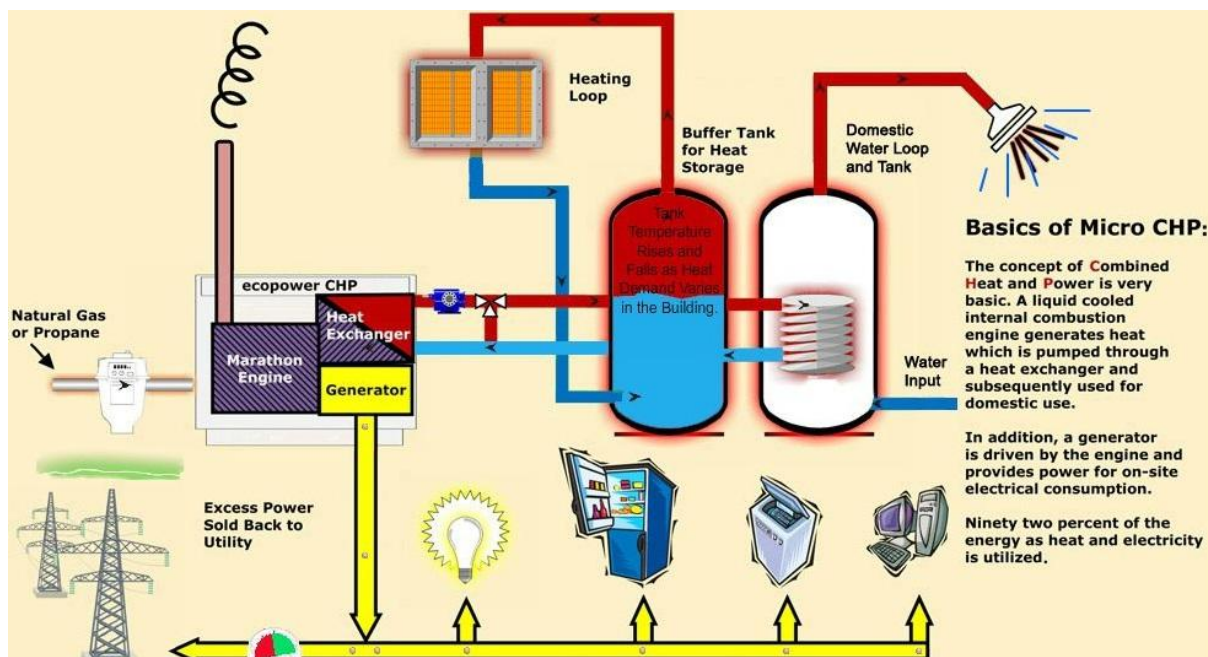 Heating
Loop
Buffer Tank
for Heat
Storage
Domestic
Water Loop
and Tank
Tank
Temperature
Rises and
Falls as Heat
Demand Varies
in the Building.
ecopower CHP
Heat
Exchanger
Marathon
Engine
Generator
Natural Gas
or Propane
Water
Input
Excess Power
Sold Back to
Utility
Basics of Micro CHP:
The concept of Combined
Heat and Power is very
basic. A liquid cooled
internal combustion
engine generates heat
which is pumped through
a heat exchanger and
subsequently used for
domestic use.
In addition, a generator
is driven by the engine and
provides power for on-site
electrical consumption.
Ninety two percent of the
energy as heat and electricity
is utilized.